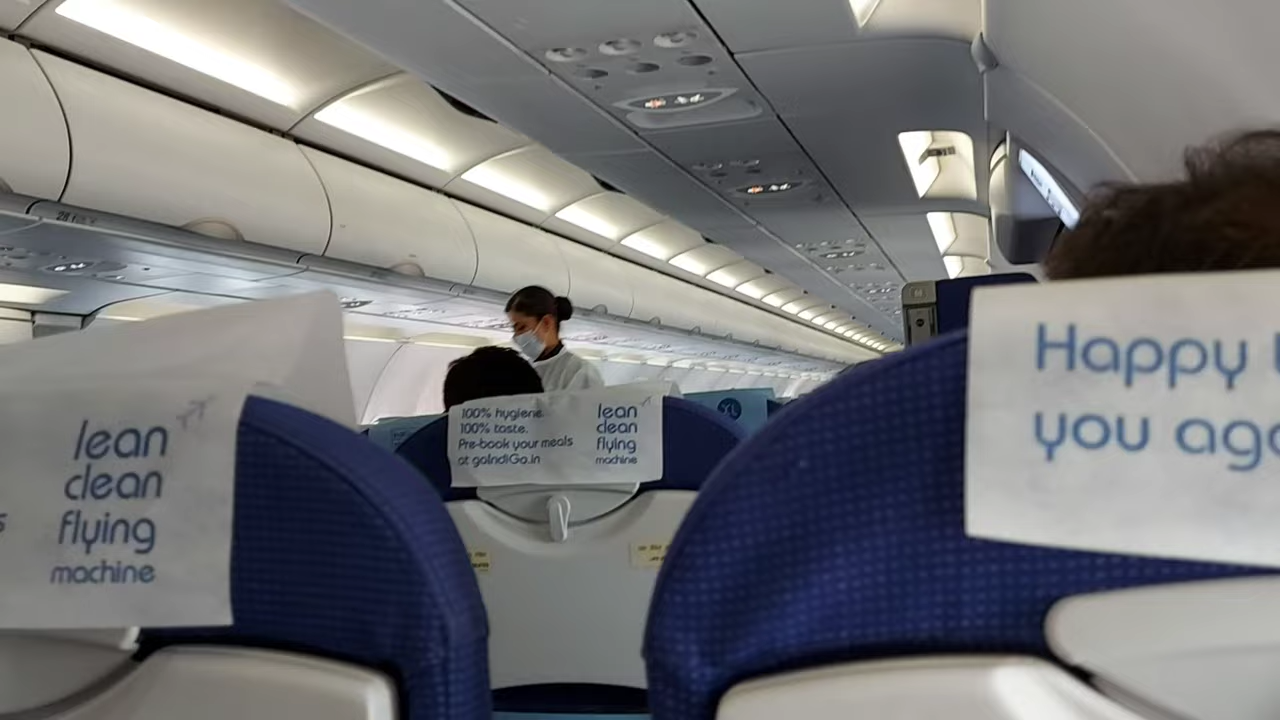 lean
clean
flying
machine
100% hygiene.
100% taste.
Pre-book your meals
at goIndiGo.in
lean
clean
flying
machine
Happy
you aga